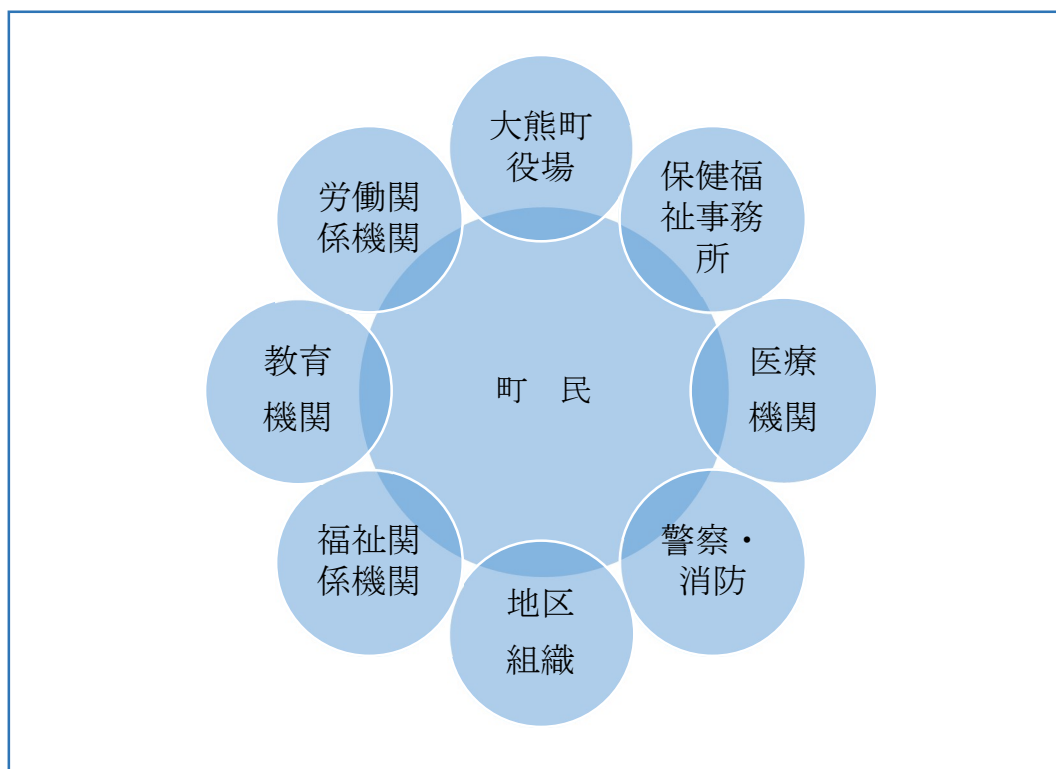 大熊町
役場
保健福
祉事務
所
医療
機関
警察・
消防
地区
組織
福祉関
係機関
教育
機関
労働関
係機関
町　民